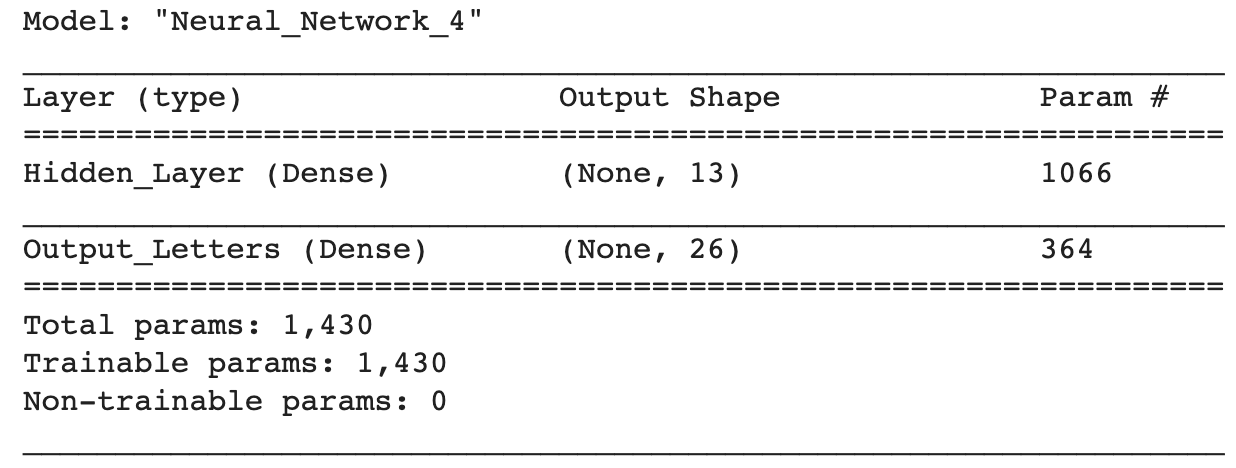 Model: "Neural_Network_4"
Layer (type) Output Shape Param #
Hidden_Layer (Dense) (None, 13) 1066
Output_Letters (Dense) (None, 26) 364
Total params: 1,430
Trainable params: 1,430
Non-trainable params: 0